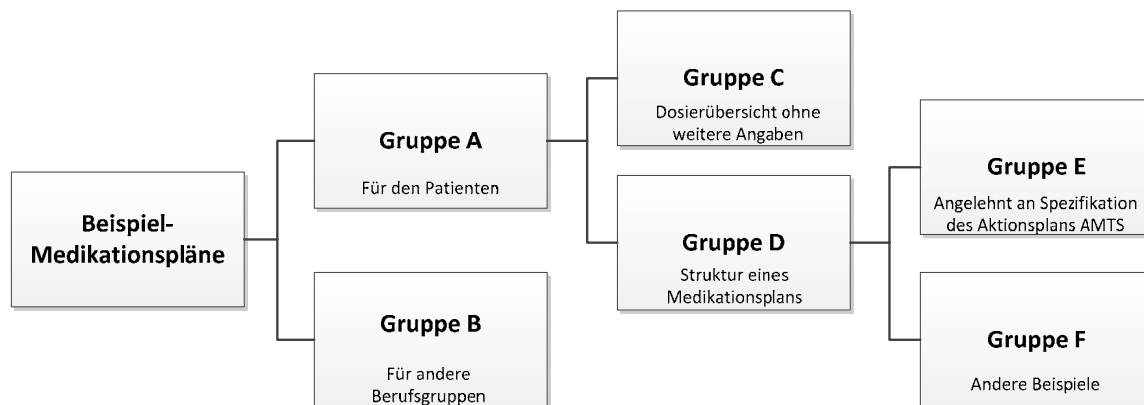 Beispiel-
Medikationspläne
Gruppe A
Für den Patienten
Gruppe B
Für andere
Berufsgruppen
Gruppe C
Dosierübersicht ohne
weitere Angaben
Gruppe D
Struktur eines
Medikationsplans
Gruppe E
Angelehnt an Spezifikation
des Aktionsplans AMTS
Gruppe F
Andere Beispiele